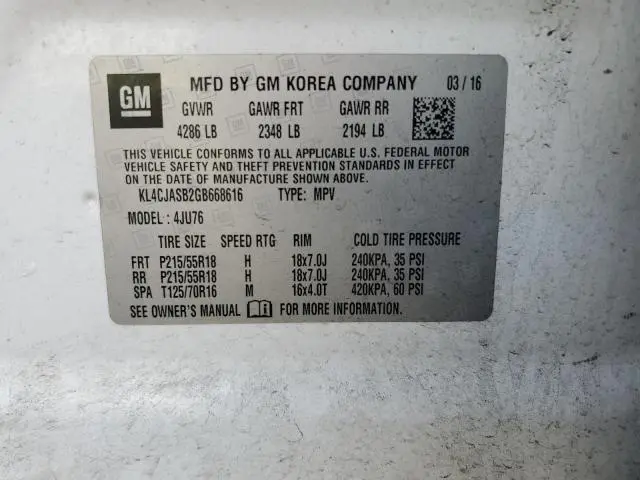 GM MFD BY GM KOREA COMPANY 03/16
GVWR GAWR FRT GAWR RR
4286 LB 2348 LB 2194 LB
THIS VEHICLE CONFORMS TO ALL APPLICABLE U.S. FEDERAL MOTOR
VEHICLE SAFETY AND THEFT PREVENTION STANDARDS IN EFFECT
ON THE DATE OF MANUFACTURE SHOWN ABOVE.
KL4CJASB2GB668616 TYPE: MPV
MODEL: 4JU76
TIRE SIZE SPEED RTG RIM COLD TIRE PRESSURE
FRT P215/55R18 H 18x7.0J 240KPA, 35 PSI
RR P215/55R18 H 18x7.0J 240KPA, 35 PSI
SPA T125/70R16 M 16x4.0T 420KPA, 60 PSI
SEE OWNER'S MANUAL FOR MORE INFORMATION.